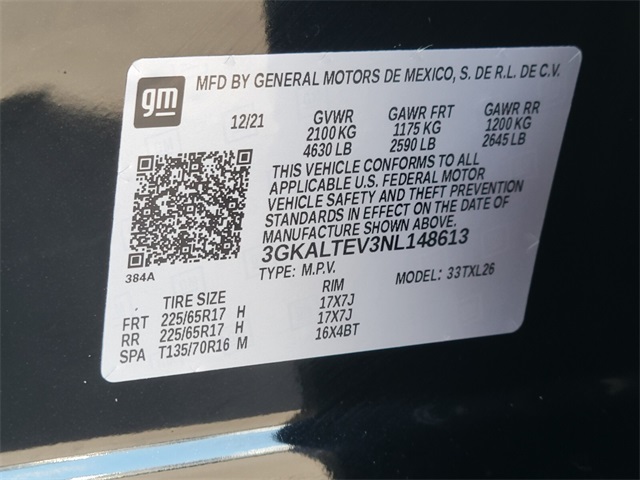 gm
MFD BY GENERAL MOTORS DE MEXICO, S. DE R.L. DE C.V.
12/21 GVWR GAWR FRT GAWR RR
2100 KG 1175 KG 1200 KG
4630 LB 2590 LB 2645 LB
THIS VEHICLE CONFORMS TO ALL
APPLICABLE U.S. FEDERAL MOTOR
VEHICLE SAFETY AND THEFT PREVENTION
STANDARDS IN EFFECT ON THE DATE OF
MANUFACTURE SHOWN ABOVE.
3GKALTEV3NL148613
384A TYPE: M.P.V. MODEL: 33TXL26
TIRE SIZE RIM
FRT 225/65R17 H 17X7J
RR 225/65R17 H 17X7J
SPA T135/70R16 M 16X4BT